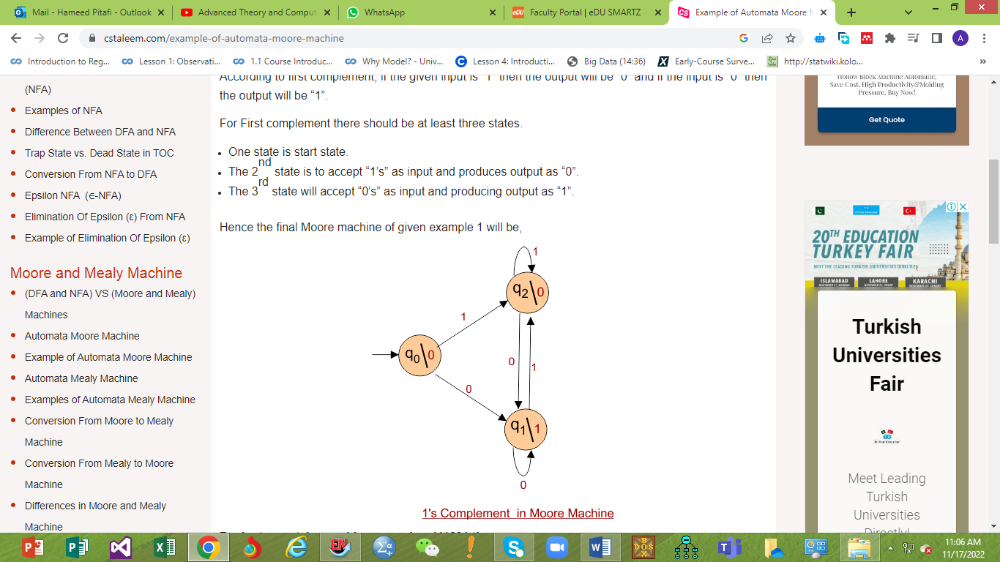 Mail - Hameed Pitafi - Outlook
Advanced Theory and Comput
WhatsApp
Faculty Portal | eDU SMARTZ
Example of Automata Moore M
cstaleem.com/example-of-automata-moore-machine
A
Introduction to Reg...
Lesson 1: Observati...
1.1 Course Introduc...
Why Model? - Univ...
Lesson 4: Introducti...
Big Data (14:36)
Early-Course Surve...
http://statwiki.kolo...
»
(NFA)
Examples of NFA
Difference Between DFA and NFA
Trap State vs. Dead State in TOC
Conversion From NFA to DFA
Epsilon NFA (∈-NFA)
Elimination Of Epsilon (ε) From NFA
Example of Elimination Of Epsilon (ε)
Moore and Mealy Machine
(DFA and NFA) VS (Moore and Mealy)
Machines
Automata Moore Machine
Example of Automata Moore Machine
Automata Mealy Machine
Examples of Automata Mealy Machine
Conversion From Moore to Mealy
Machine
Conversion From Mealy to Moore
Machine
Differences in Moore and Mealy
Machine
According to first complement, if the given input is "1" then the output will be "0" and if the input is "0" then
the output will be “1”.
For First complement there should be at least three states.
One state is start state.
The 2nd state is to accept “1’s” as input and produces output as “0”.
The 3rd state will accept “0’s” as input and producing output as “1”.
Hence the final Moore machine of given example 1 will be,
1
q2\0
1
q0\0
0
1
0
q1\1
0
1's Complement in Moore Machine
Hollow Block Machine Automatic,
Save Cost, High Productivity&Molding
Pressure, Buy Now!
Get Quote
20TH EDUCATION
TURKEY FAIR
MEET THE LEADING TURKISH UNIVERSITIES DIRECTLY!
ISLAMABAD
LAHORE
KARACHI
Turkish
Universities
Fair
Meet Leading
Turkish
Universities
Directly!
11:06 AM
11/17/2022